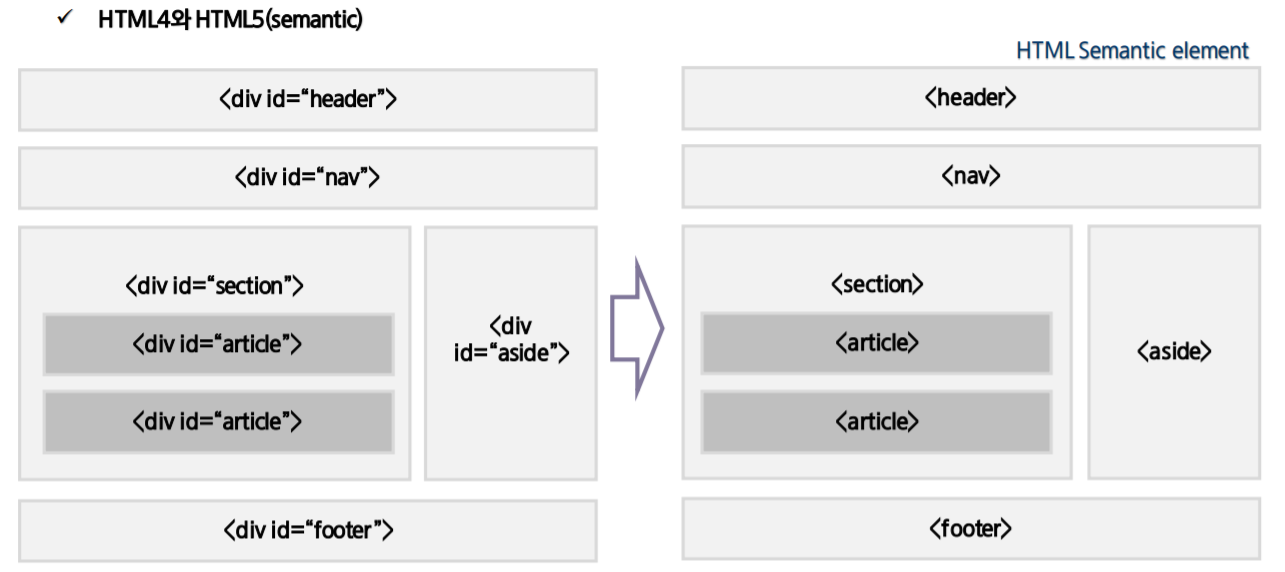 ✓ HTML4와 HTML5(semantic)
HTML Semantic element
<div id=“header”>
<div id=“nav”>
<div id=“section”>
<div id=“article”>
<div id=“article”>
<div
id=“aside”>
<div id=“footer”>
<header>
<nav>
<section>
<article>
<article>
<aside>
<footer>